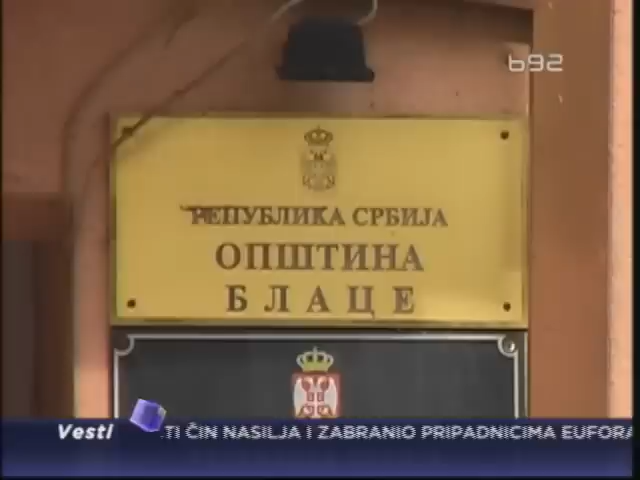 b92
РЕПУБЛИКА СРБИЈА
ОПШТИНА
БЛАЦЕ
Vesti
.TI ČIN NASILJA I ZABRANIO PRIPADNICIMA EUFORA